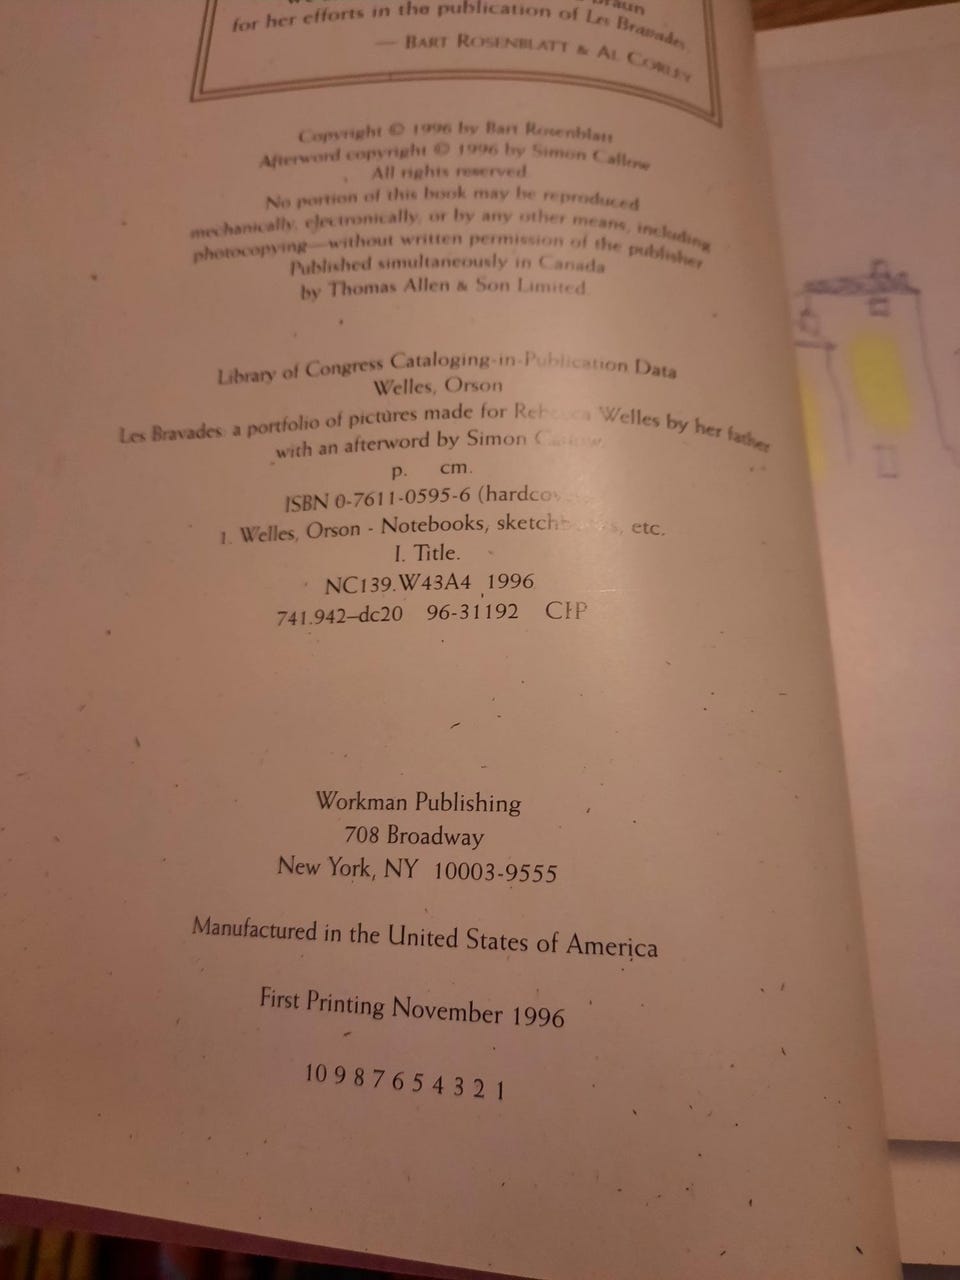 for her efforts in the publication of Les Bravades.
— Bart Rosenblatt & Al Corley
Copyright © 1996 by Bart Rosenblatt
Afterword copyright © 1996 by Simon Callow
All rights reserved.
No portion of this book may be reproduced
mechanically, electronically, or by any other means, including
photocopying—without written permission of the publisher
Published simultaneously in Canada
by Thomas Allen & Son Limited.
Library of Congress Cataloging-in-Publication Data
Welles, Orson
Les Bravades: a portfolio of pictures made for Rebecca Welles by her father
with an afterword by Simon Callow.
p. cm.
ISBN 0-7611-0595-6 (hardcover)
1. Welles, Orson - Notebooks, sketchbooks, etc.
I. Title.
NC139.W43A4 1996
741.942–dc20 96-31192 CIP
Workman Publishing
708 Broadway
New York, NY 10003-9555
Manufactured in the United States of America
First Printing November 1996
10 9 8 7 6 5 4 3 2 1